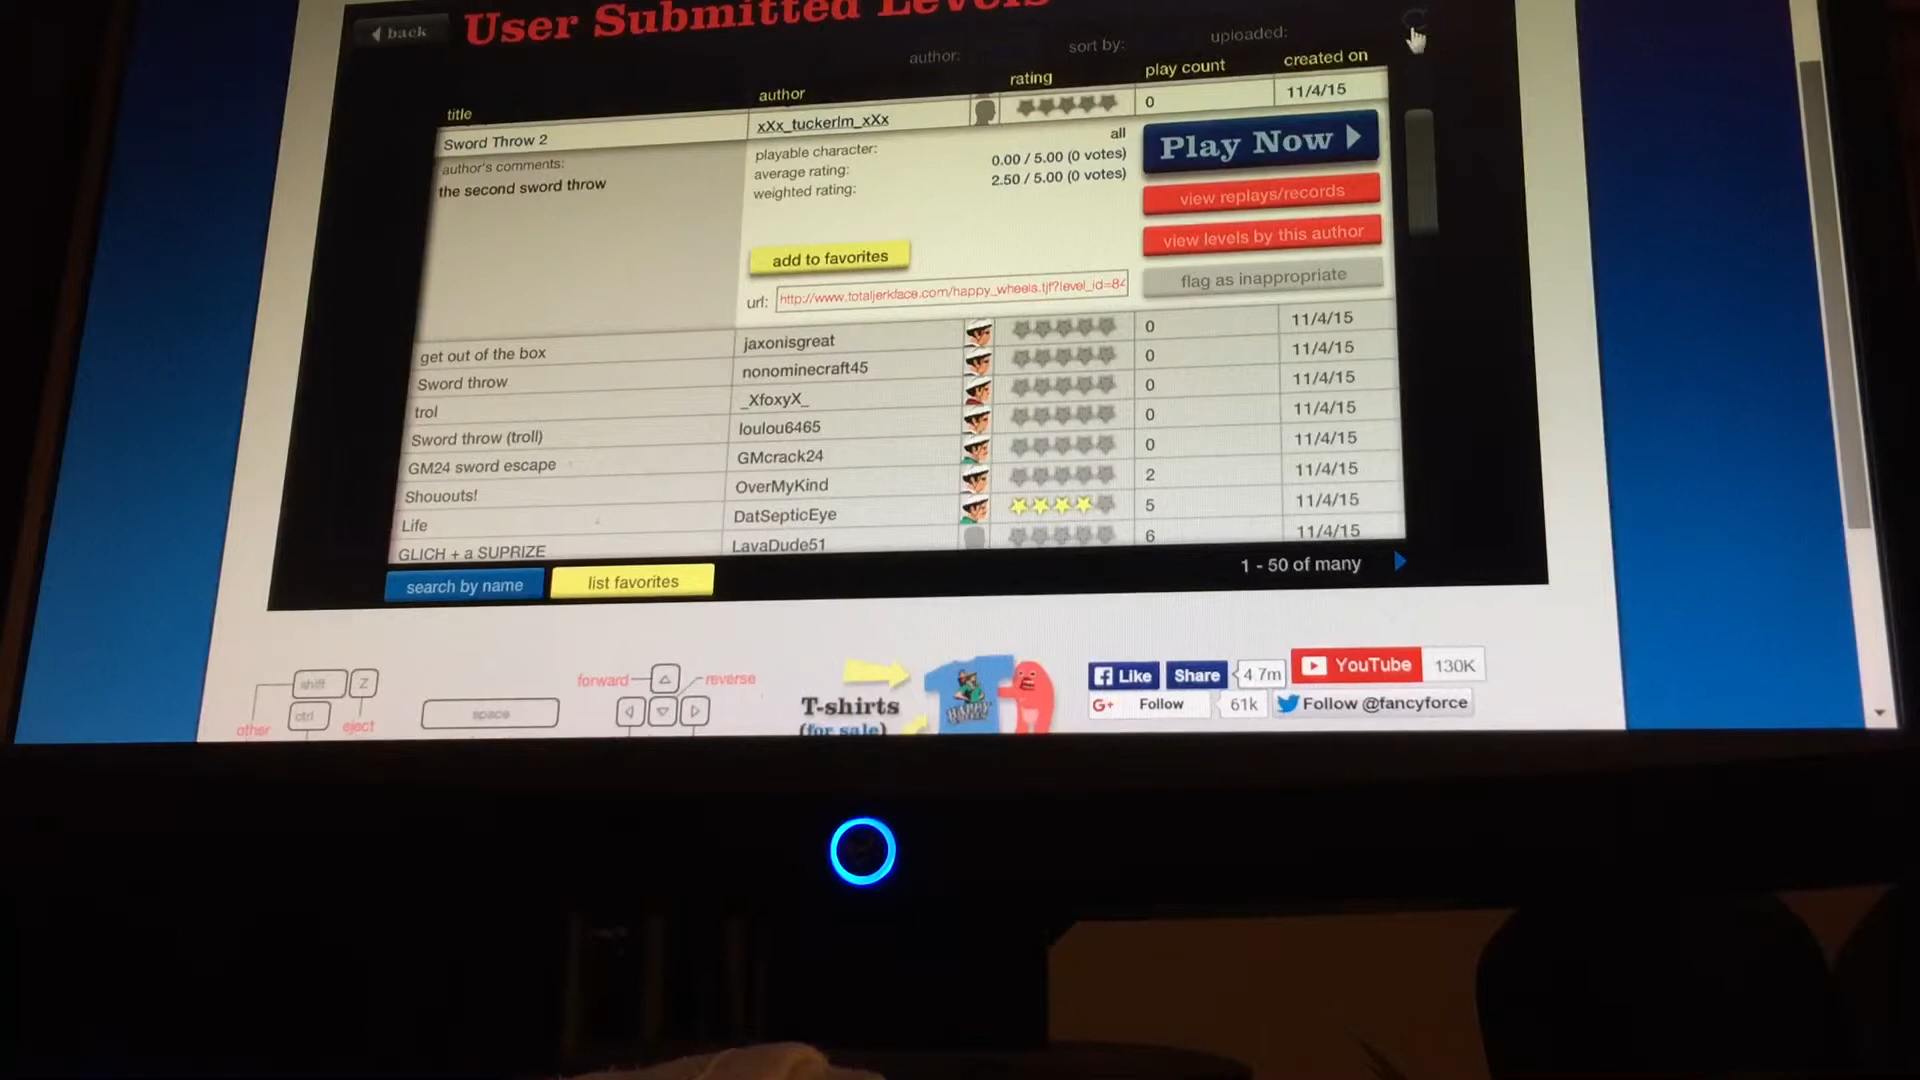 back
User Submitted Levels
author:
sort by:
uploaded:
title
author
rating
play count
created on
Sword Throw 2
xXx_tuckerlm_xXx
0
11/4/15
author's comments:
the second sword throw
playable character:
all
average rating:
0.00 / 5.00 (0 votes)
weighted rating:
2.50 / 5.00 (0 votes)
Play Now
view replays/records
view levels by this author
flag as inappropriate
add to favorites
url:
http://www.totaljerkface.com/happy_wheels.tjf?level_id=84
get out of the box
jaxonisgreat
0
11/4/15
Sword throw
nonominecraft45
0
11/4/15
trol
_XfoxyX_
0
11/4/15
Sword throw (troll)
loulou6465
0
11/4/15
GM24 sword escape
GMcrack24
0
11/4/15
Shououts!
OverMyKind
2
11/4/15
Life
DatSepticEye
5
11/4/15
GLICH + a SUPRIZE
LavaDude51
6
11/4/15
search by name
list favorites
1 - 50 of many
shift
Z
ctrl
other
eject
space
forward
reverse
T-shirts
(for sale)
HAPPY
Like
Share
4.7m
YouTube
130K
G+
Follow
61k
Follow @fancyforce